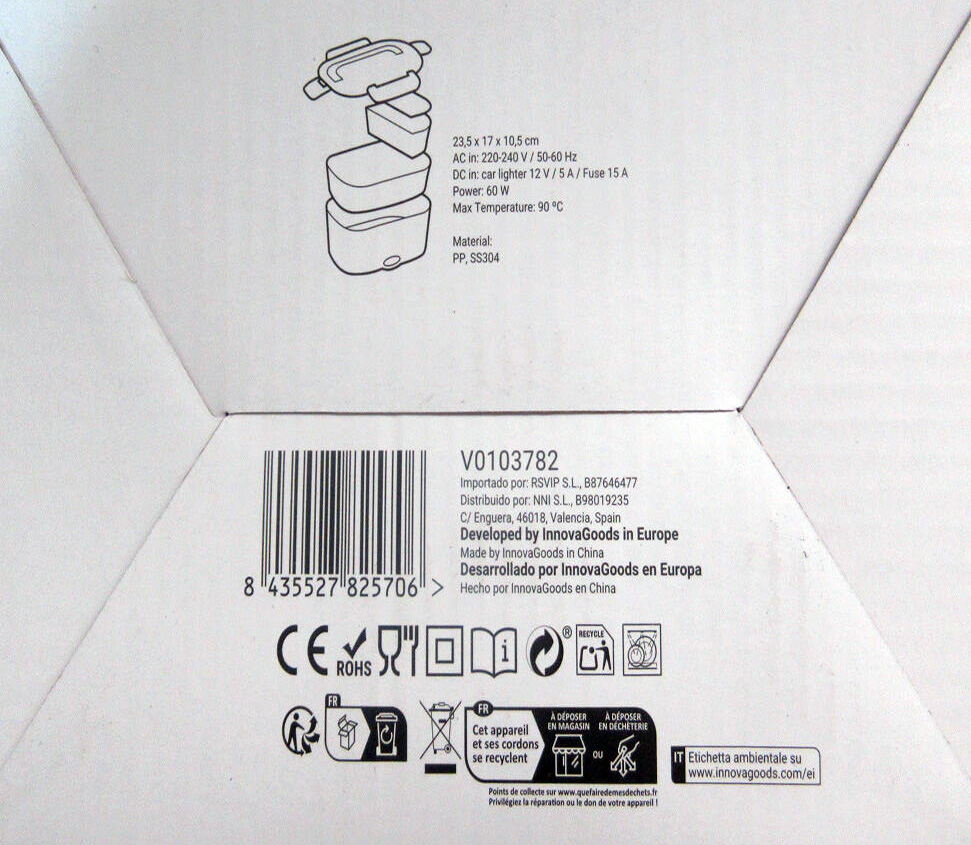 23,5 x 17 x 10,5 cm
AC in: 220-240 V / 50-60 Hz
DC in: car lighter 12 V / 5 A / Fuse 15 A
Power: 60 W
Max Temperature: 90 ºC
Material:
PP, SS304
V0103782
Importado por: RSVIP S.L., B87646477
Distribuido por: NNI S.L., B98019235
C/ Enguera, 46018, Valencia, Spain
Developed by InnovaGoods in Europe
Made by InnovaGoods in China
Desarrollado por InnovaGoods en Europa
Hecho por InnovaGoods en China
8 435527 825706 >
CE
ROHS
i
®
RECYCLE
FR
FR
Cet appareil
et ses cordons
se recyclent
À DÉPOSER
EN MAGASIN
OU
À DÉPOSER
EN DÉCHÈTERIE
Points de collecte sur www.quefairedemesdechets.fr
Privilégiez la réparation ou le don de votre appareil !
IT
Etichetta ambientale su
www.innovagoods.com/ei